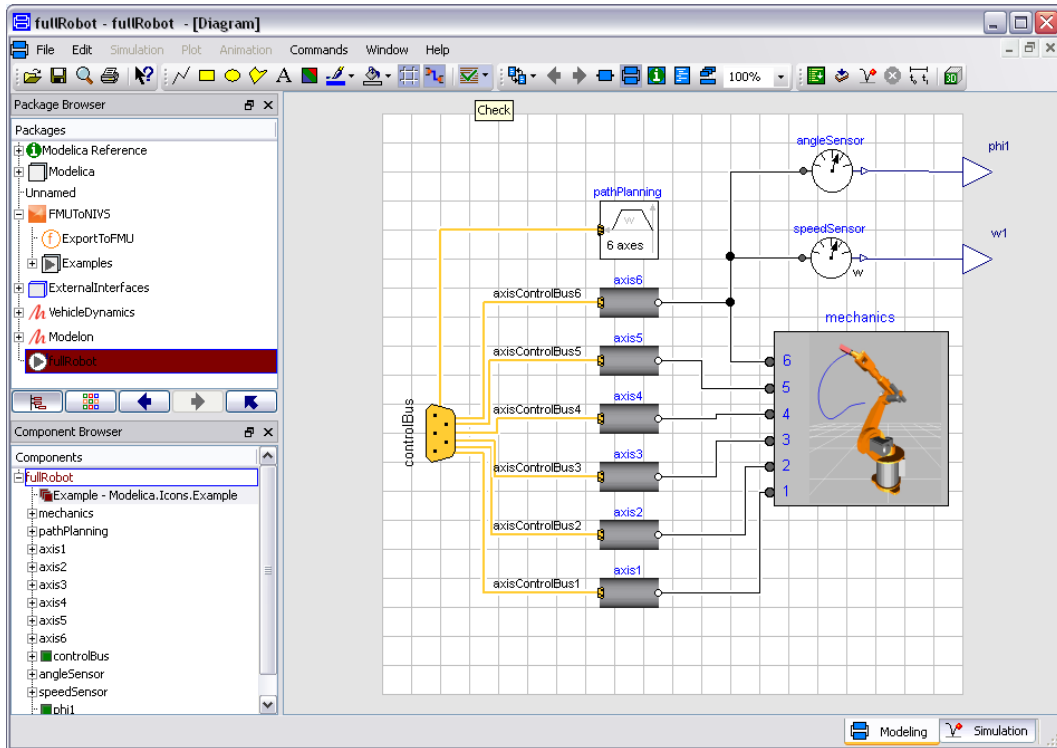 fullRobot - fullRobot - [Diagram]
File Edit Simulation Plot Animation Commands Window Help
A 100% 3D
Package Browser
Check
Packages
Modelica Reference
Modelica
Unnamed
FMUToNIVS
f ExportToFMU
Examples
ExternalInterfaces
VehicleDynamics
Modelon
fullRobot
Component Browser
Components
fullRobot
Example - Modelica.Icons.Example
mechanics
pathPlanning
axis1
axis2
axis3
axis4
axis5
axis6
controlBus
angleSensor
speedSensor
phi1
angleSensor
phi1
pathPlanning
w
6 axes
speedSensor
w
w1
axis6
axisControlBus6
mechanics
axis5
axisControlBus5
6
5
axis4
axisControlBus4
4
controlBus
3
axis3
axisControlBus3
2
1
axis2
axisControlBus2
axis1
axisControlBus1
Modeling Simulation